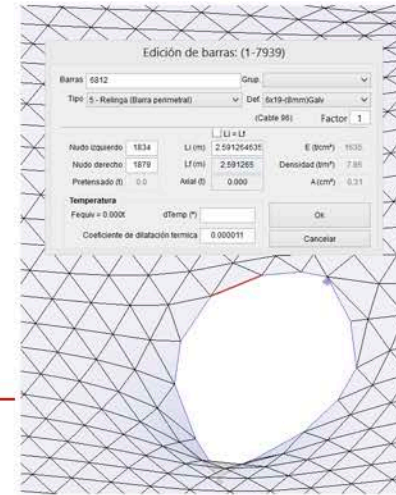 Edición de barras: (1-7939)
Barras 6812 Grup.
Tipo 5 - Relinga (Barra perimetral) Def. 6x19-(8mm)Galv
(Cable 96) Factor 1
Li = Lf
Nudo izquierdo 1834 Li (m) 2.591264635 E (t/cm²) 1635
Nudo derecho 1879 Lf (m) 2.591265 Densidad (t/m³) 7.85
Pretensado (t) 0.0 Axial (t) 0.000 A (cm²) 0.31
Temperatura
Fequiv = 0.000t dTemp (°) OK
Coeficiente de dilatación termica 0.000011 Cancelar